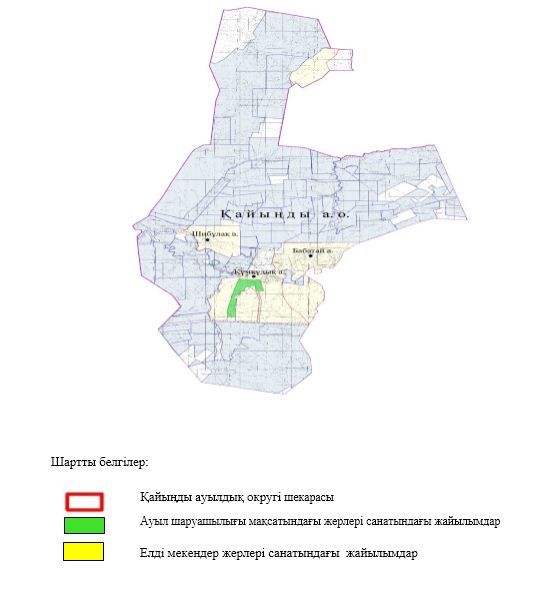 Қайыңды а. о.
Шибұлақ а.
Бабатай а.
Құмқұдық а.
Шартты белгілер:
Қайыңды ауылдық округі шекарасы
Ауыл шаруашылығы мақсатындағы жерлері санатындағы жайылымдар
Елді мекендер жерлері санатындағы жайылымдар